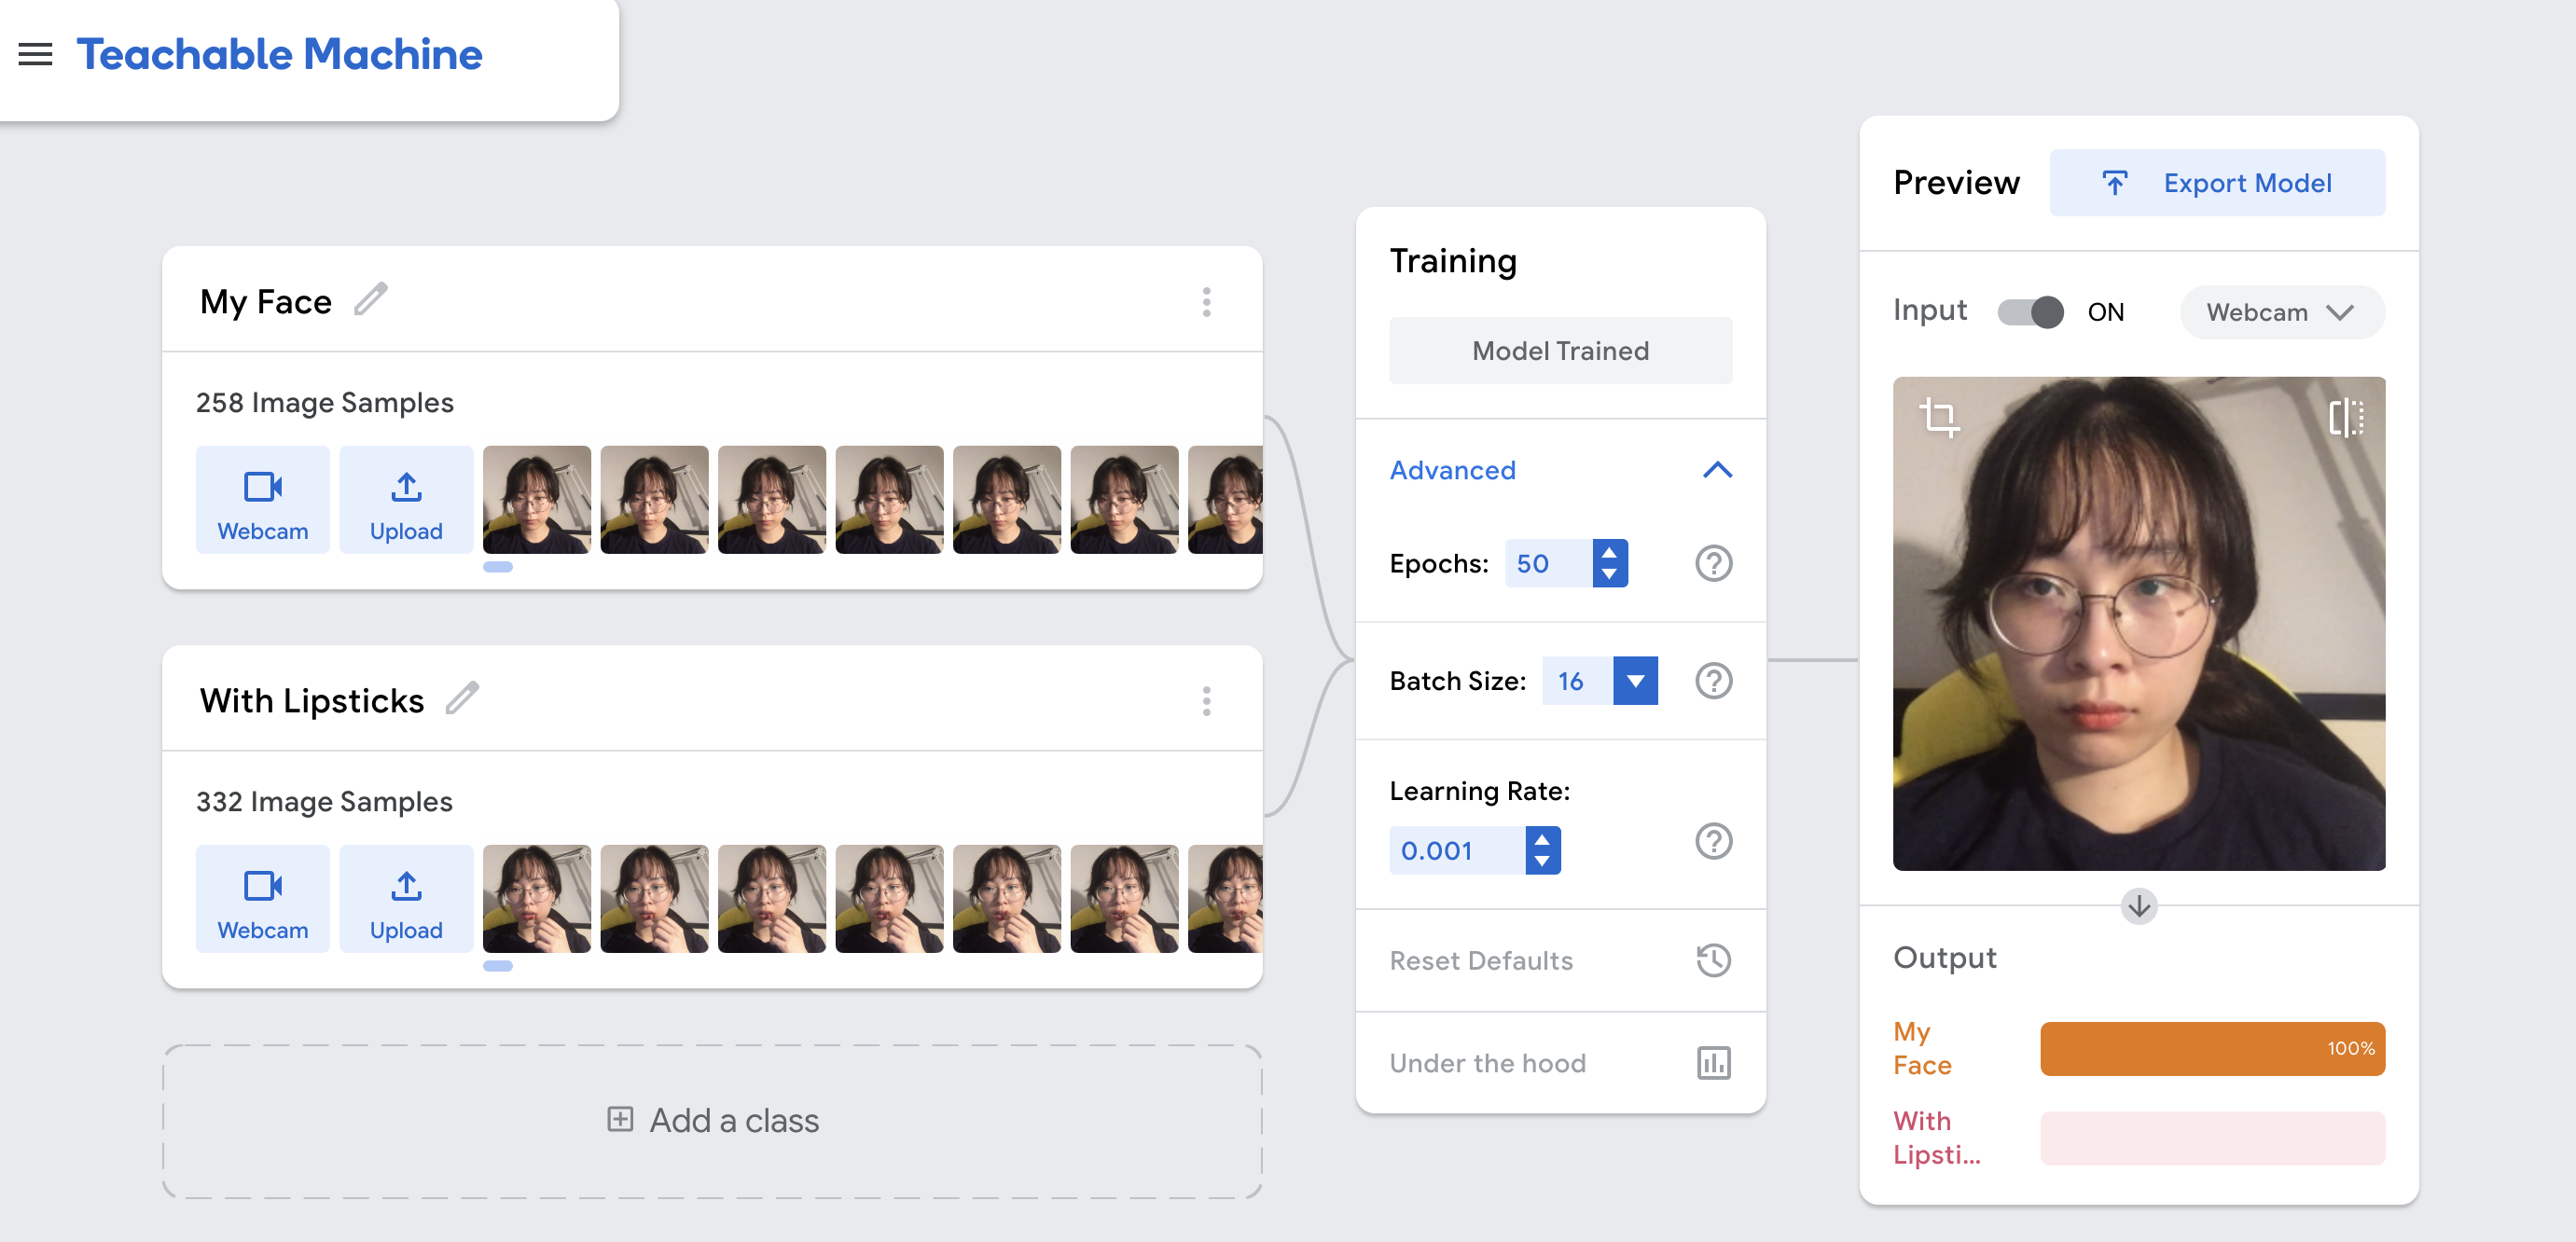 Teachable Machine
My Face
258 Image Samples
Webcam
Upload
With Lipsticks
332 Image Samples
Webcam
Upload
Add a class
Training
Model Trained
Advanced
Epochs: 50
Batch Size: 16
Learning Rate:
0.001
Reset Defaults
Under the hood
Preview
Export Model
Input ON Webcam
Output
My
Face
100%
With
Lipsti...